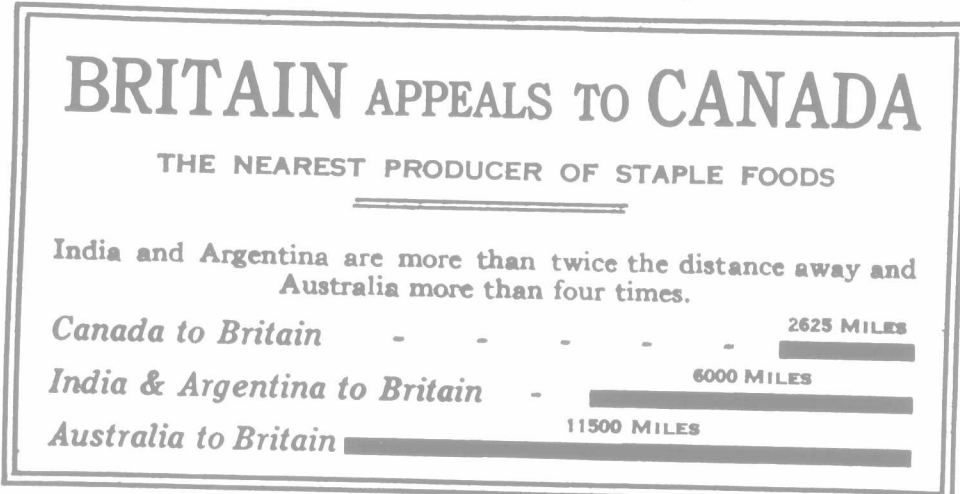 BRITAIN APPEALS TO CANADA
THE NEAREST PRODUCER OF STAPLE FOODS
India and Argentina are more than twice the distance away and
Australia more than four times.
2625 MILES
Canada to Britain - - - - -
6000 MILES
India & Argentina to Britain -
11500 MILES
Australia to Britain